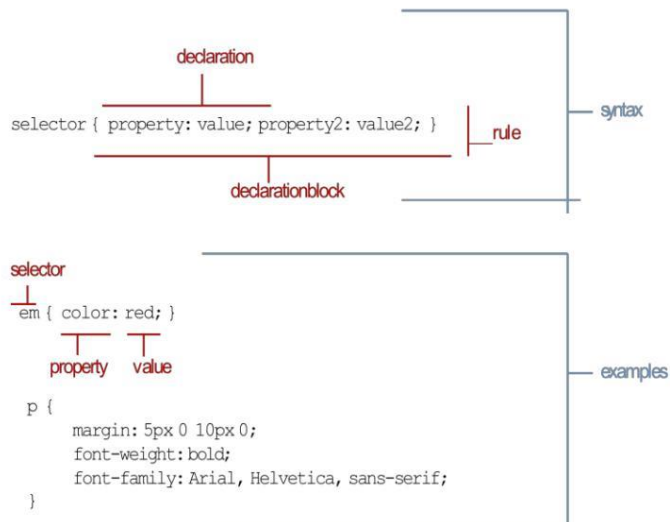 declaration
syntax
selector { property: value; property2: value2; }
rule
declarationblock
selector
em { color: red; }
property value
examples
p {
margin: 5px 0 10px 0;
font-weight: bold;
font-family: Arial, Helvetica, sans-serif;
}